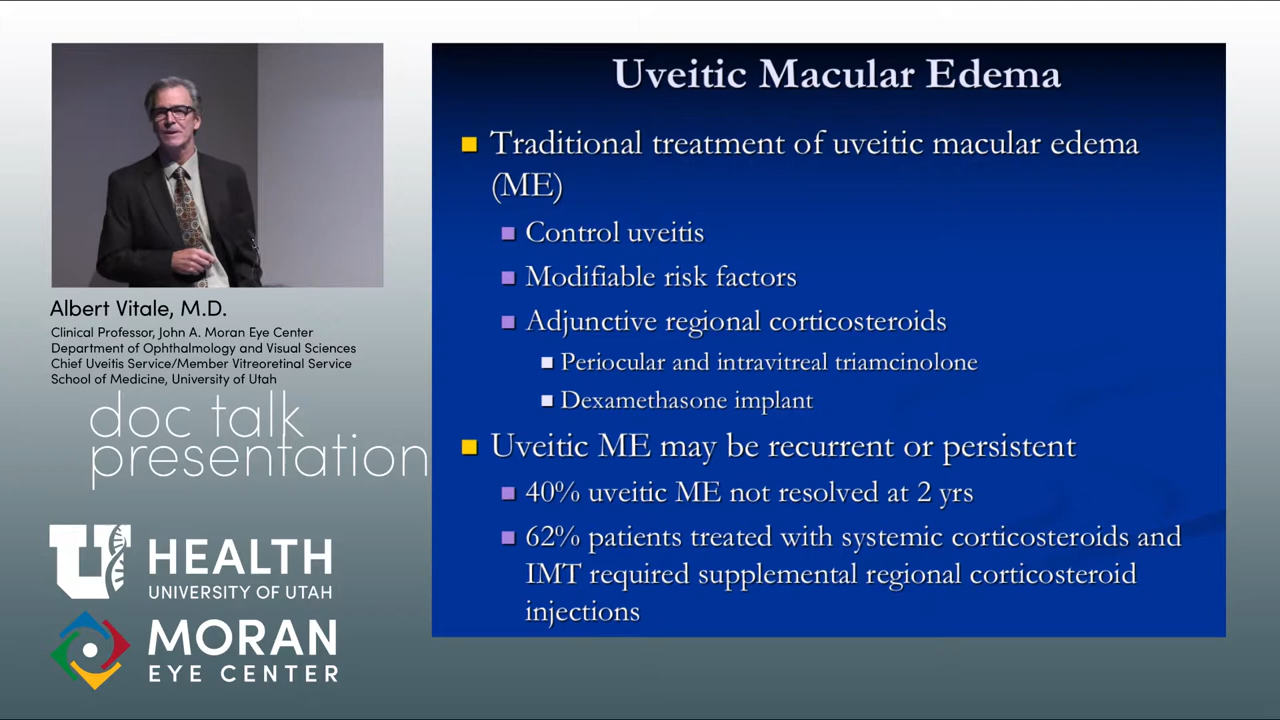 Albert Vitale, M.D.
Clinical Professor, John A. Moran Eye Center
Department of Ophthalmology and Visual Sciences
Chief Uveitis Service/Member Vitreoretinal Service
School of Medicine, University of Utah
doc talk
presentation
U HEALTH
UNIVERSITY OF UTAH
MORAN
EYE CENTER
Uveitic Macular Edema
Traditional treatment of uveitic macular edema
(ME)
Control uveitis
Modifiable risk factors
Adjunctive regional corticosteroids
Periocular and intravitreal triamcinolone
Dexamethasone implant
Uveitic ME may be recurrent or persistent
40% uveitic ME not resolved at 2 yrs
62% patients treated with systemic corticosteroids and
IMT required supplemental regional corticosteroid
injections